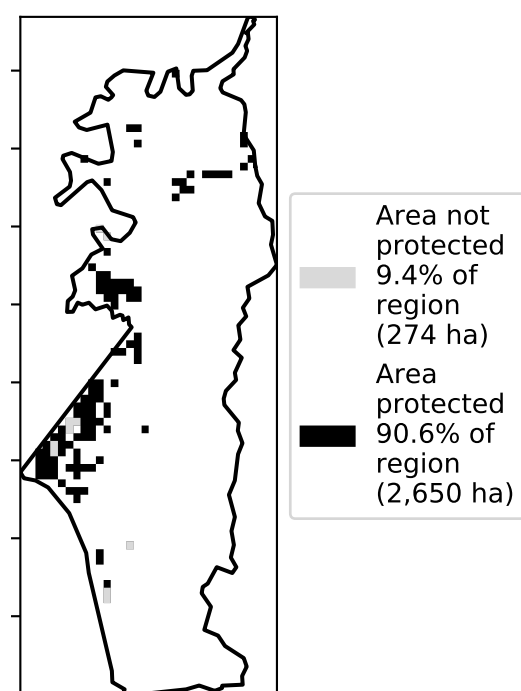 Area not
protected
9.4% of
region
(274 ha)
Area
protected
90.6% of
region
(2,650 ha)